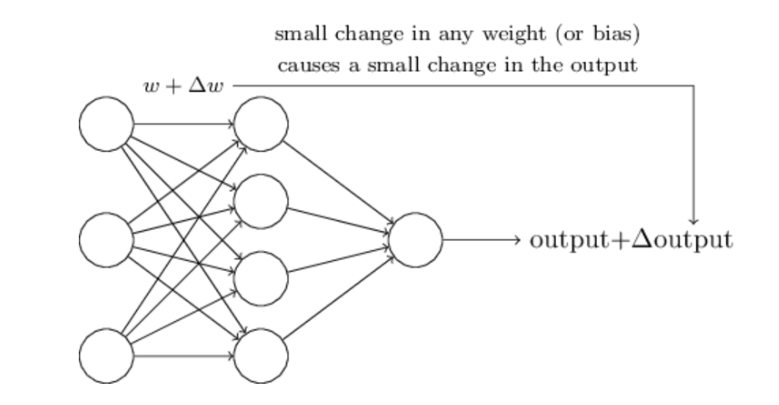 small change in any weight (or bias)
causes a small change in the output
w + Δw
output+Δoutput